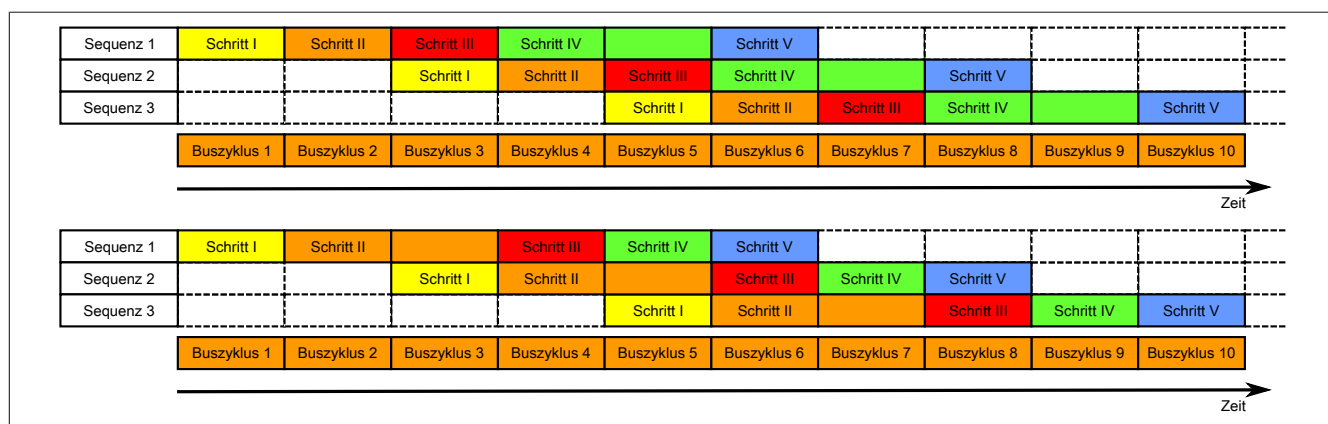 Sequenz 1 Schritt I Schritt II Schritt III Schritt IV Schritt V
Sequenz 2 Schritt I Schritt II Schritt III Schritt IV Schritt V
Sequenz 3 Schritt I Schritt II Schritt III Schritt IV Schritt V
Buszyklus 1 Buszyklus 2 Buszyklus 3 Buszyklus 4 Buszyklus 5 Buszyklus 6 Buszyklus 7 Buszyklus 8 Buszyklus 9 Buszyklus 10
Zeit
Sequenz 1 Schritt I Schritt II Schritt III Schritt IV Schritt V
Sequenz 2 Schritt I Schritt II Schritt III Schritt IV Schritt V
Sequenz 3 Schritt I Schritt II Schritt III Schritt IV Schritt V
Buszyklus 1 Buszyklus 2 Buszyklus 3 Buszyklus 4 Buszyklus 5 Buszyklus 6 Buszyklus 7 Buszyklus 8 Buszyklus 9 Buszyklus 10
Zeit